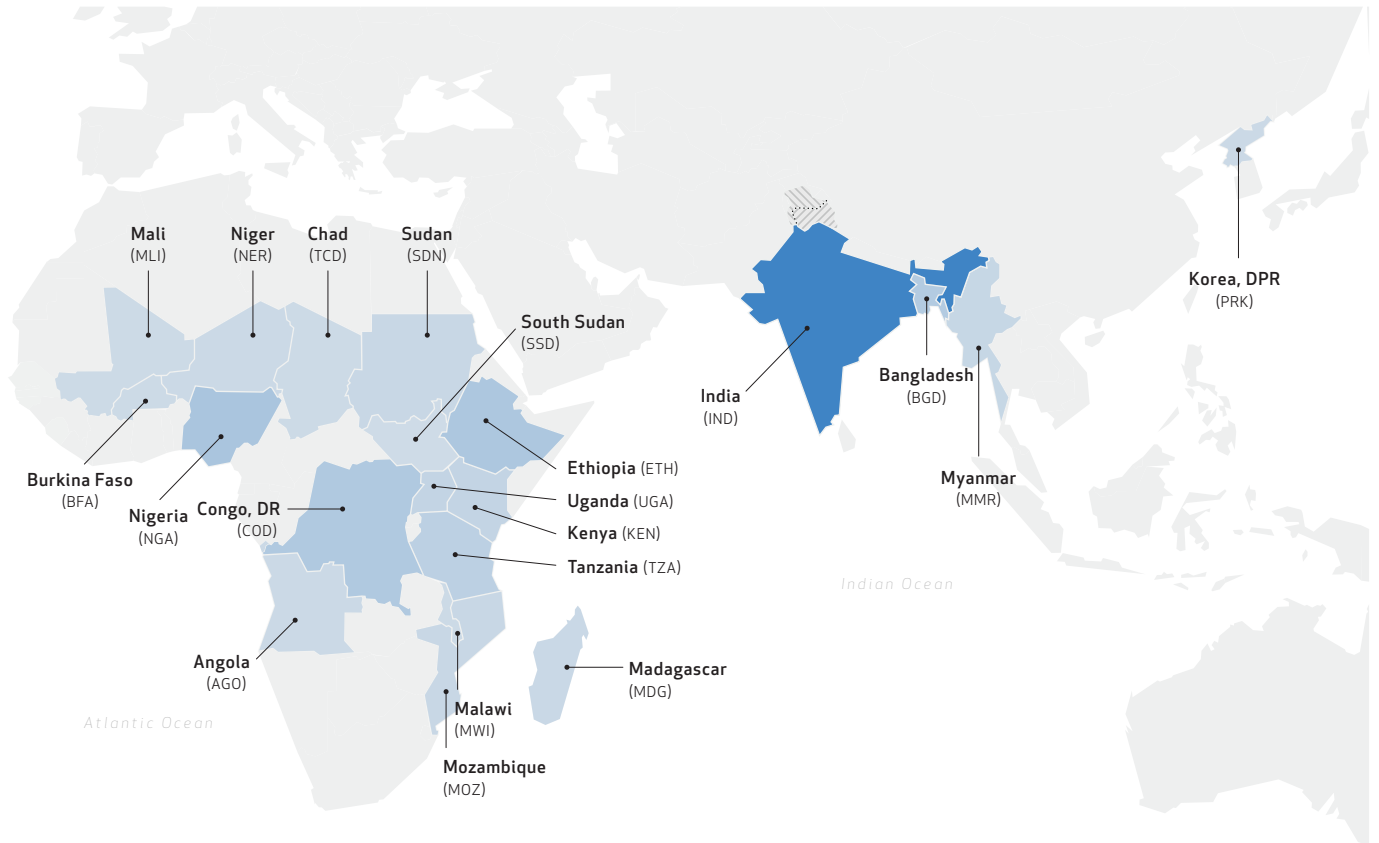 Mali
(MLI)
Niger
(NER)
Chad
(TCD)
Sudan
(SDN)
South Sudan
(SSD)
Korea, DPR
(PRK)
India
(IND)
Bangladesh
(BGD)
Myanmar
(MMR)
Burkina Faso
(BFA)
Nigeria
(NGA)
Congo, DR
(COD)
Ethiopia (ETH)
Uganda (UGA)
Kenya (KEN)
Tanzania (TZA)
Indian Ocean
Angola
(AGO)
Madagascar
(MDG)
Malawi
(MWI)
Atlantic Ocean
Mozambique
(MOZ)